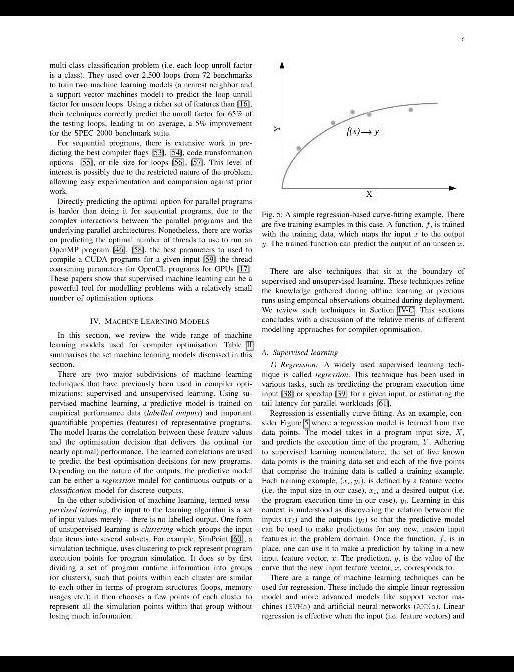 multi class classification problem (i.e. each loop unroll factor
is a class). They used over 2,500 loops from 72 benchmarks
to train two machine learning models (a nearest neighbor and
a support vector machines model) to predict the loop unroll
factor for unseen loops. Using a richer set of features than [16],
their techniques correctly predict the unroll factor for 65% of
the testing loops, leading to on average, a 5% improvement
for the SPEC 2000 benchmark suite.
For sequential programs, there is extensive work in pre-
dicting the best compiler flags [53], [54], code transformation
options [55], or tile size for loops [56], [57]. This level of
interest is possibly due to the restricted nature of the problem,
allowing easy experimentation and comparision against prior
work.
Directly predicting the optimal option for parallel programs
is harder than doing it for sequential programs, due to the
complex interactions between the parallel programs and the
underlying parallel architectures. Nonetheless, there are works
on predicting the optimal number of threads to use to run an
OpenMP program [46], [58], the best parameters to used to
compile a CUDA programs for a given input [59] the thread
coarsening parameters for OpenCL programs for GPUs [17].
These papers show that supervised machine learning can be a
powerful tool for modelling problems with a relatively small
number of optimisation options.
IV. MACHINE LEARNING MODELS
In this section, we review the wide range of machine
learning models used for compiler optimisation. Table II
summarises the set machine learning models discussed in this
section.
There are two major subdivisions of machine learning
techniques that have previously been used in compiler opti-
mizations: supervised and unsupervised learning. Using su-
pervised machine learning, a predictive model is trained on
empirical performance data (labelled outputs) and important
quantifiable properties (features) of representative programs.
The model learns the correlation between these feature values
and the optimisation decision that delivers the optimal (or
nearly optimal) performance. The learned correlations are used
to predict the best optimisation decisions for new programs.
Depending on the nature of the outputs, the predictive model
can be either a regression model for continuous outputs or a
classification model for discrete outputs.
In the other subdivision of machine learning, termed unsu-
pervised learning, the input to the learning algorithm is a set
of input values merely – there is no labelled output. One form
of unsupervised learning is clustering which groups the input
data items into several subsets. For example, SimPoint [60], a
simulation technique, uses clustering to pick represent program
execution points for program simulation. It does so by first
dividing a set of program runtime information into groups
(or clusters), such that points within each cluster are similar
to each other in terms of program structures (loops, memory
usages etc.); it then chooses a few points of each cluster to
represent all the simulation points within that group without
losing much information.
Y
f(x) → y
X
Fig. 5: A simple regression-based curve-fitting example. There
are five training examples in this case. A function, f, is trained
with the training data, which maps the input x to the output
y. The trained function can predict the output of an unseen x.
There are also techniques that sit at the boundary of
supervised and unsupervised learning. These techniques refine
the knowledge gathered during offline learning or previous
runs using empirical observations obtained during deployment.
We review such techniques in Section IV-C. This sections
concludes with a discussion of the relative merits of different
modelling approaches for compiler optimisation.
A. Supervised learning
1) Regression: A widely used supervised learning tech-
nique is called regression. This technique has been used in
various tasks, such as predicting the program execution time
input [38] or speedup [39] for a given input, or estimating the
tail latency for parallel workloads [61].
Regression is essentially curve fitting. As an example, con-
sider Figure 5 where a regression model is learned from five
data points. The model takes in a program input size, X,
and predicts the execution time of the program, Y. Adhering
to supervised learning nomenclature, the set of five known
data points is the training data set and each of the five points
that comprise the training data is called a training example.
Each training example, (xi, yi), is defined by a feature vector
(i.e. the input size in our case), xi, and a desired output (i.e.
the program execution time in our case), yi. Learning in this
context is understood as discovering the relation between the
inputs (xi) and the outputs (yi) so that the predictive model
can be used to make predictions for any new, unseen input
features in the problem domain. Once the function, f, is in
place, one can use it to make a prediction by taking in a new
input feature vector, x. The prediction, y, is the value of the
curve that the new input feature vector, x, corresponds to.
There are a range of machine learning techniques can be
used for regression. These include the simple linear regression
model and more advanced models like support vector ma-
chines (SVMs) and artificial neural networks (ANNs). Linear
regression is effective when the input (i.e. feature vectors) and